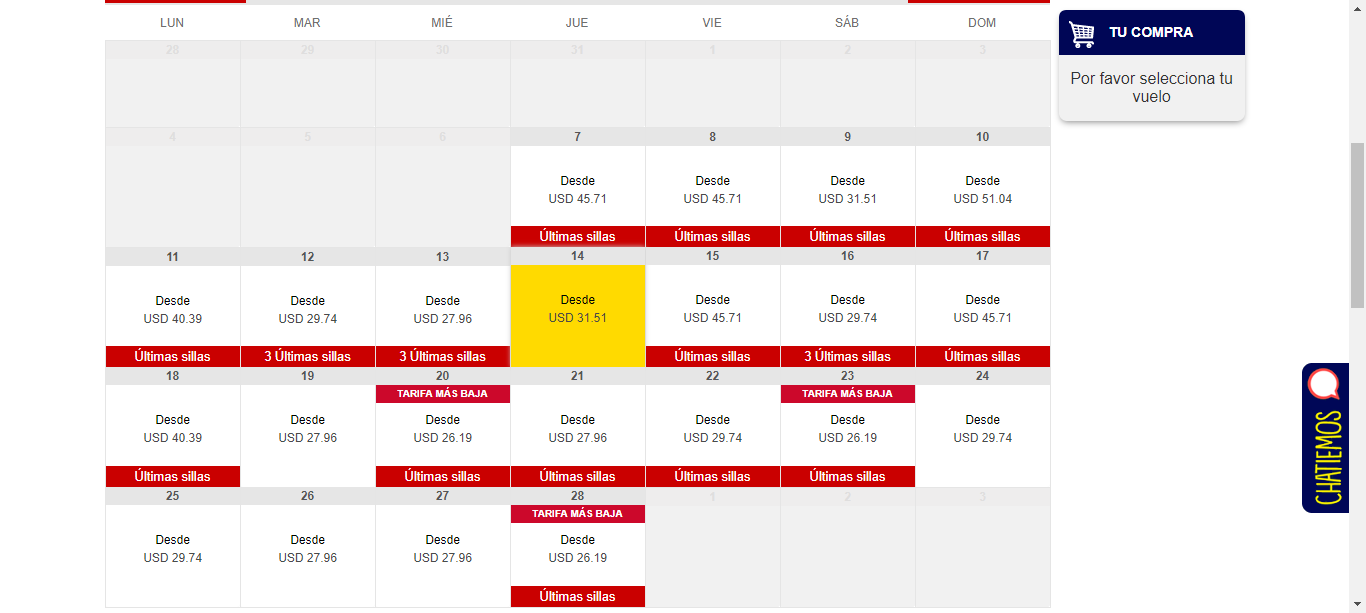 LUN MAR MIÉ JUE VIE SÁB DOM
TU COMPRA
Por favor selecciona tu
vuelo
28 29 30 31 1 2 3
4 5 6 7 8 9 10
Desde Desde Desde Desde
USD 45.71 USD 45.71 USD 31.51 USD 51.04
Últimas sillas Últimas sillas Últimas sillas Últimas sillas
11 12 13 14 15 16 17
Desde Desde Desde Desde Desde Desde Desde
USD 40.39 USD 29.74 USD 27.96 USD 31.51 USD 45.71 USD 29.74 USD 45.71
Últimas sillas 3 Últimas sillas 3 Últimas sillas Últimas sillas 3 Últimas sillas Últimas sillas
18 19 20 21 22 23 24
TARIFA MÁS BAJA TARIFA MÁS BAJA
Desde Desde Desde Desde Desde Desde Desde
USD 40.39 USD 27.96 USD 26.19 USD 27.96 USD 29.74 USD 26.19 USD 29.74
Últimas sillas Últimas sillas Últimas sillas Últimas sillas Últimas sillas
25 26 27 28 1 2 3
TARIFA MÁS BAJA
Desde Desde Desde Desde
USD 29.74 USD 27.96 USD 27.96 USD 26.19
Últimas sillas
CHATIEMOS